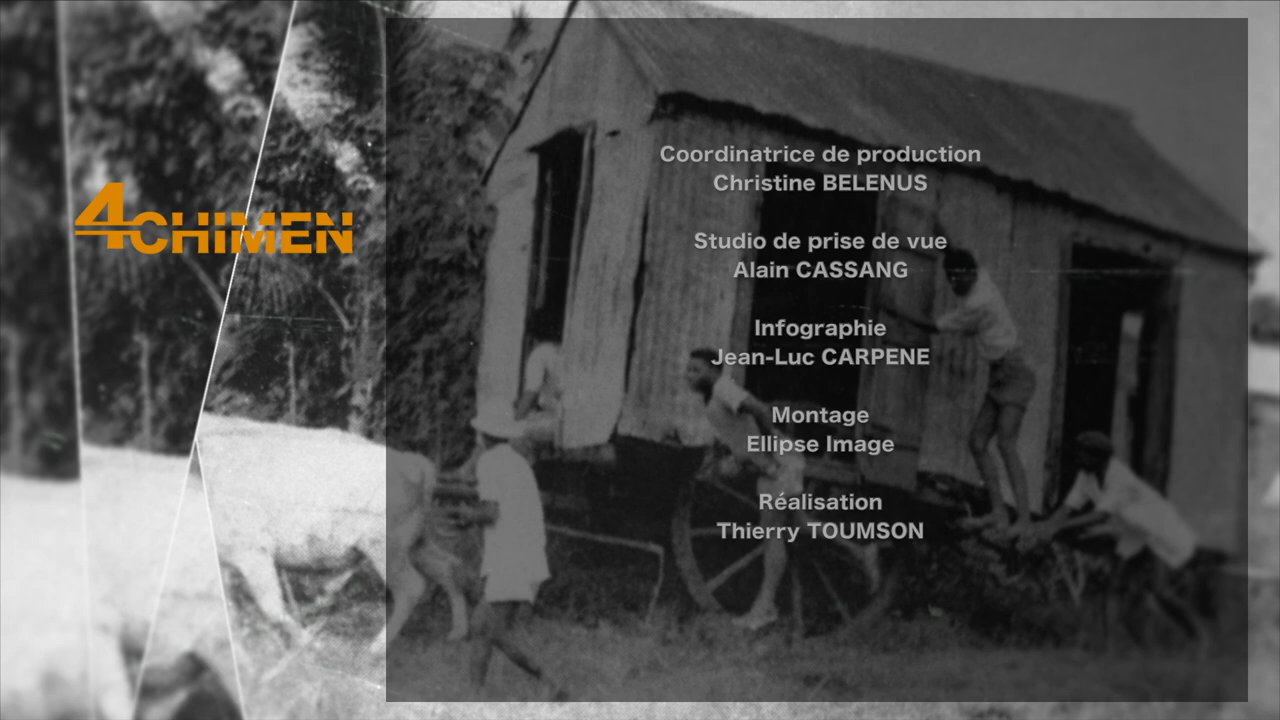 4CHIMEN
Coordinatrice de production
Christine BELENUS
Studio de prise de vue
Alain CASSANG
Infographie
Jean-Luc CARPENE
Montage
Ellipse Image
Réalisation
Thierry TOUMSON